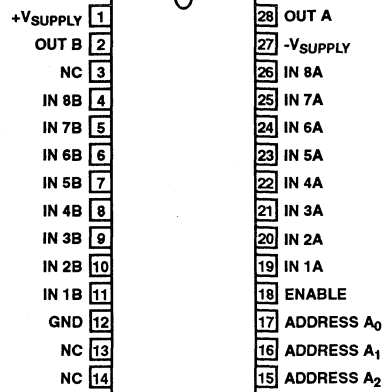 +VSUPPLY 1 28 OUT A
OUT B 2 27 -VSUPPLY
NC 3 26 IN 8A
IN 8B 4 25 IN 7A
IN 7B 5 24 IN 6A
IN 6B 6 23 IN 5A
IN 5B 7 22 IN 4A
IN 4B 8 21 IN 3A
IN 3B 9 20 IN 2A
IN 2B 10 19 IN 1A
IN 1B 11 18 ENABLE
GND 12 17 ADDRESS A0
NC 13 16 ADDRESS A1
NC 14 15 ADDRESS A2